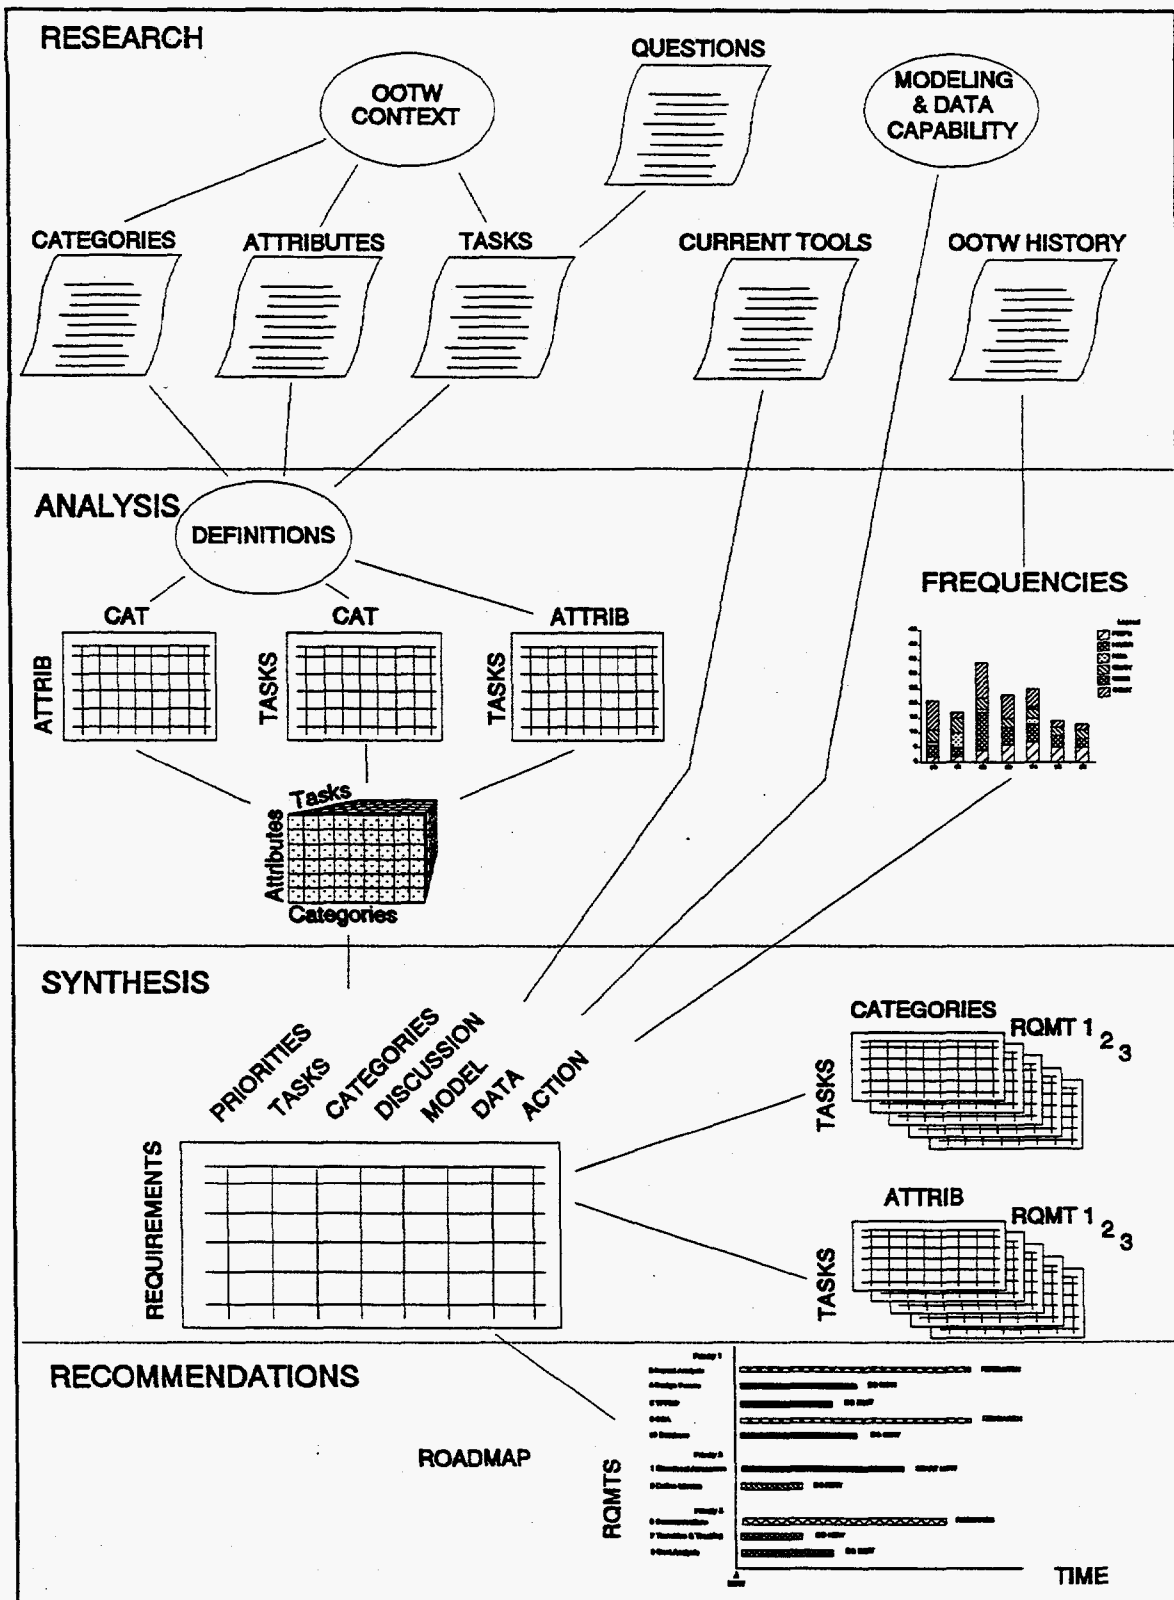 RESEARCH
QUESTIONS
OOTW
CONTEXT
MODELING
& DATA
CAPABILITY
CATEGORIES
ATTRIBUTES
TASKS
CURRENT TOOLS
OOTW HISTORY
ANALYSIS
DEFINITIONS
FREQUENCIES
CAT
CAT
ATTRIB
ATTRIB
TASKS
TASKS
Tasks
Attributes
Categories
SYNTHESIS
PRIORITIES
TASKS
CATEGORIES
DISCUSSION
MODEL
DATA
ACTION
REQUIREMENTS
CATEGORIES
RQMT 1 2 3
TASKS
ATTRIB
RQMT 1 2 3
TASKS
RECOMMENDATIONS
ROADMAP
RQMTS
Priority 1
TIME